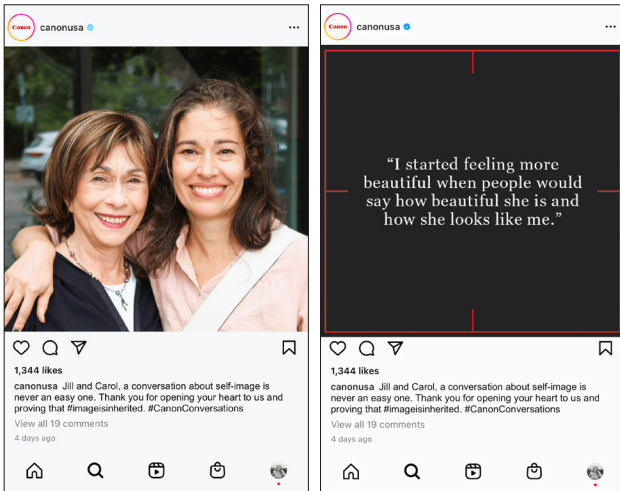 Canon canonusa
1,344 likes
canonusa Jill and Carol, a conversation about self-image is
never an easy one. Thank you for opening your heart to us and
proving that #imageisinherited. #CanonConversations
View all 19 comments
4 days ago
Canon canonusa
“I started feeling more
beautiful when people would
say how beautiful she is and
how she looks like me.”
1,344 likes
canonusa Jill and Carol, a conversation about self-image is
never an easy one. Thank you for opening your heart to us and
proving that #imageisinherited. #CanonConversations
View all 19 comments
4 days ago